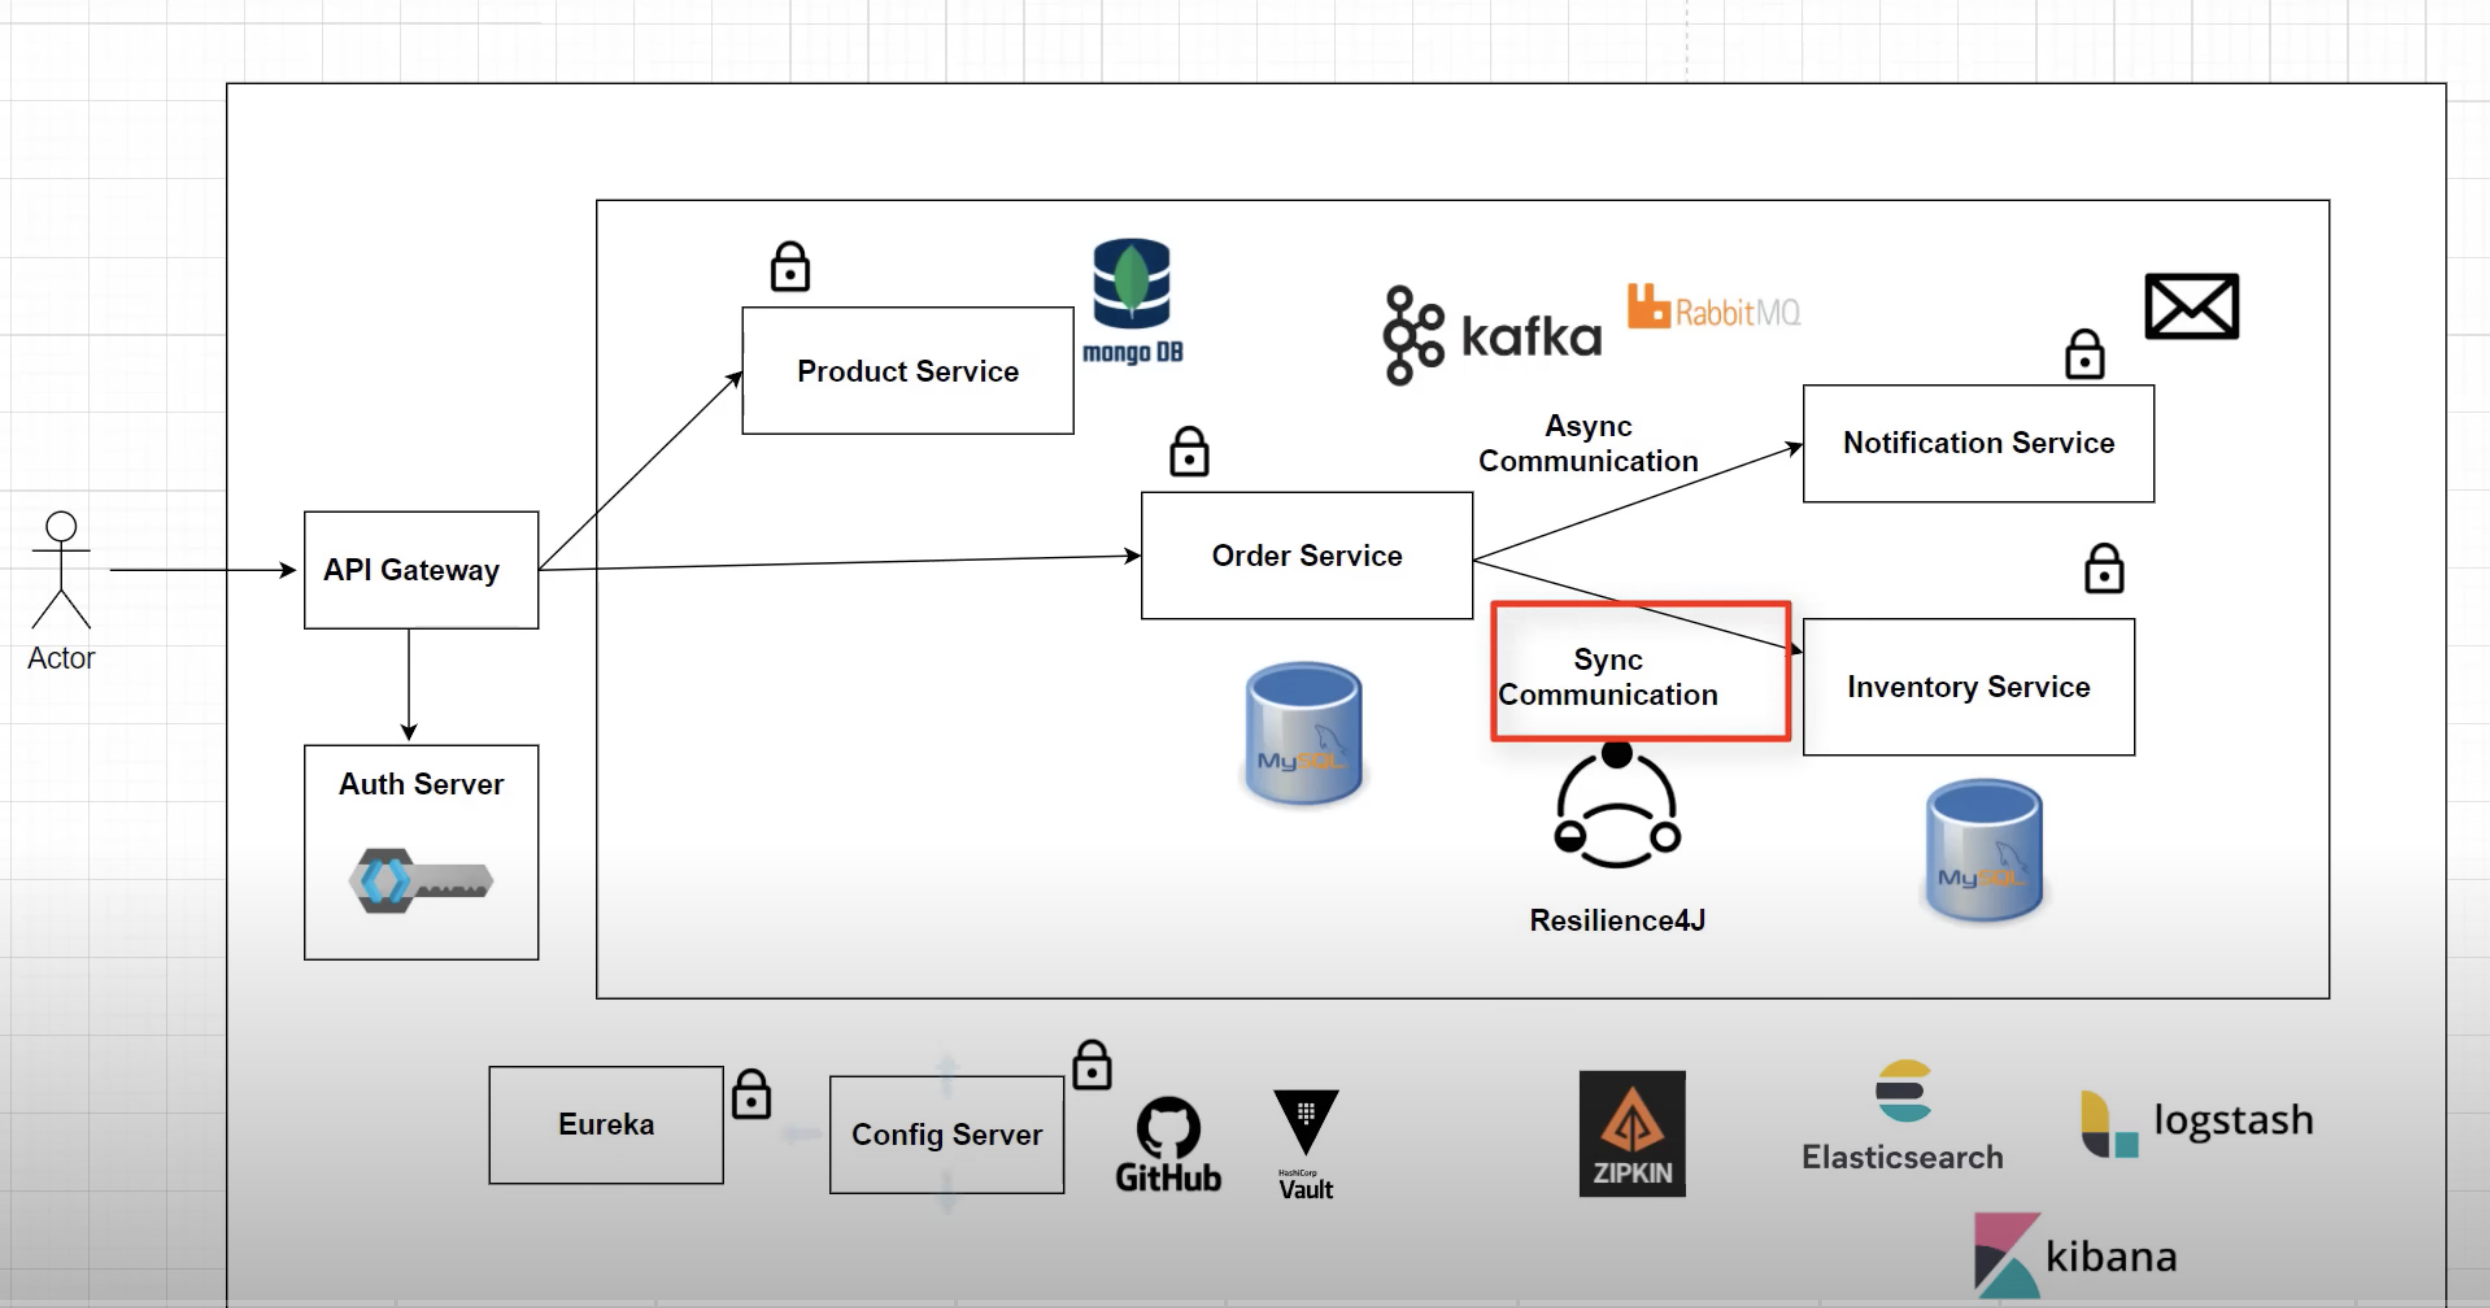 mongo DB
kafka
RabbitMQ
Product Service
Async
Communication
Notification Service
Order Service
API Gateway
Actor
Sync
Communication
Inventory Service
MySQL
Auth Server
MySQL
Resilience4J
Eureka
Config Server
GitHub
HashiCorp
Vault
ZIPKIN
Elasticsearch
logstash
kibana